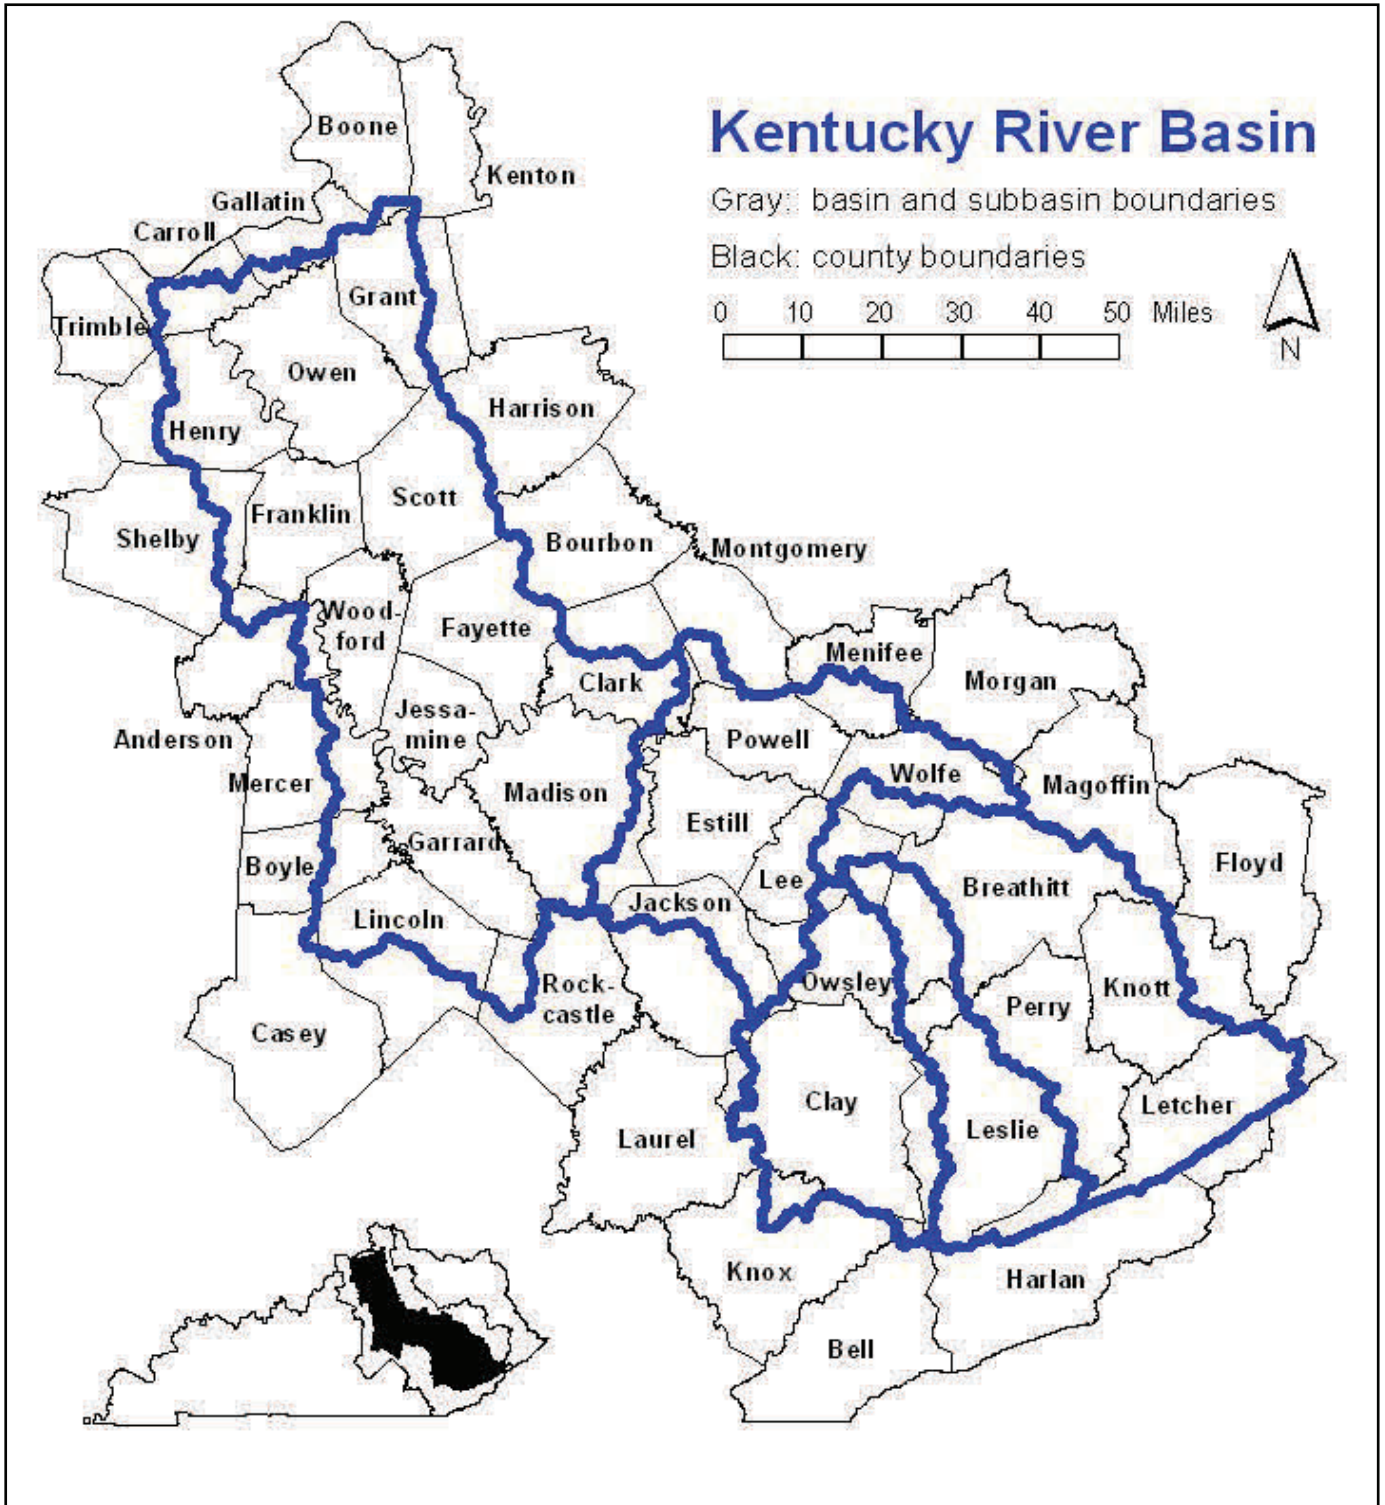 Kentucky River Basin
Gray: basin and subbasin boundaries
Black: county boundaries
0 10 20 30 40 50 Miles
N
Boone
Kenton
Gallatin
Carroll
Grant
Trimble
Owen
Harrison
Henry
Scott
Franklin
Shelby
Bourbon
Montgomery
Wood-
ford
Fayette
Menifee
Clark
Morgan
Jessa-
mine
Anderson
Powell
Mercer
Wolfe
Magoffin
Madison
Estill
Garrard
Boyle
Lee
Breathitt
Floyd
Jackson
Lincoln
Rock-
castle
Owsley
Perry
Knott
Casey
Clay
Letcher
Leslie
Laurel
Knox
Harlan
Bell